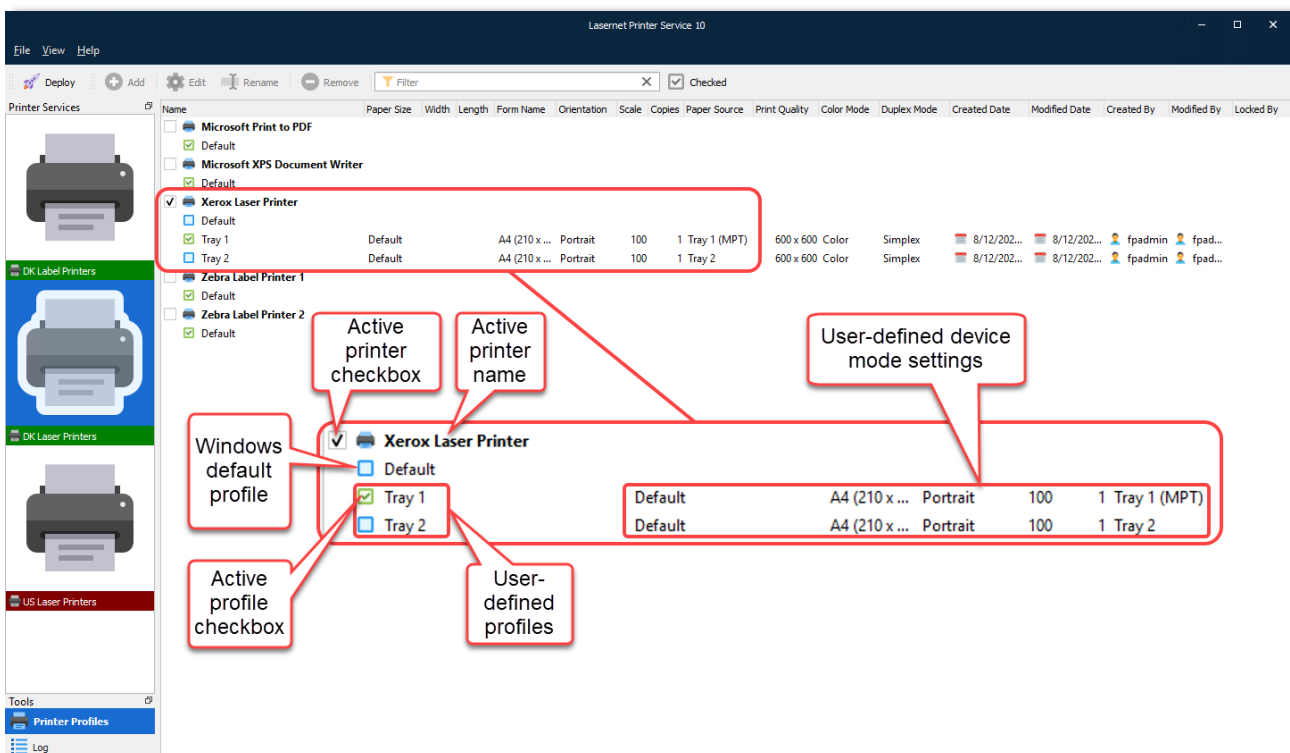 Lasernet Printer Service 10
File View Help
Deploy Add Edit Rename Remove Filter Checked
Printer Services
Name Paper Size Width Length Form Name Orientation Scale Copies Paper Source Print Quality Color Mode Duplex Mode Created Date Modified Date Created By Modified By Locked By
Microsoft Print to PDF
Default
Microsoft XPS Document Writer
Default
Xerox Laser Printer
Default
Tray 1 Default A4 (210 x ... Portrait 100 1 Tray 1 (MPT) 600 x 600 Color Simplex 8/12/202... 8/12/202... fpadmin fpad...
Tray 2 Default A4 (210 x ... Portrait 100 1 Tray 2 600 x 600 Color Simplex 8/12/202... 8/12/202... fpadmin fpad...
Zebra Label Printer 1
Default
Zebra Label Printer 2
Default
DK Label Printers
DK Laser Printers
US Laser Printers
Active
printer
checkbox
Active
printer
name
User-defined device
mode settings
Windows
default
profile
Xerox Laser Printer
Default
Tray 1 Default A4 (210 x ... Portrait 100 1 Tray 1 (MPT)
Tray 2 Default A4 (210 x ... Portrait 100 1 Tray 2
Active
profile
checkbox
User-
defined
profiles
Tools
Printer Profiles
Log